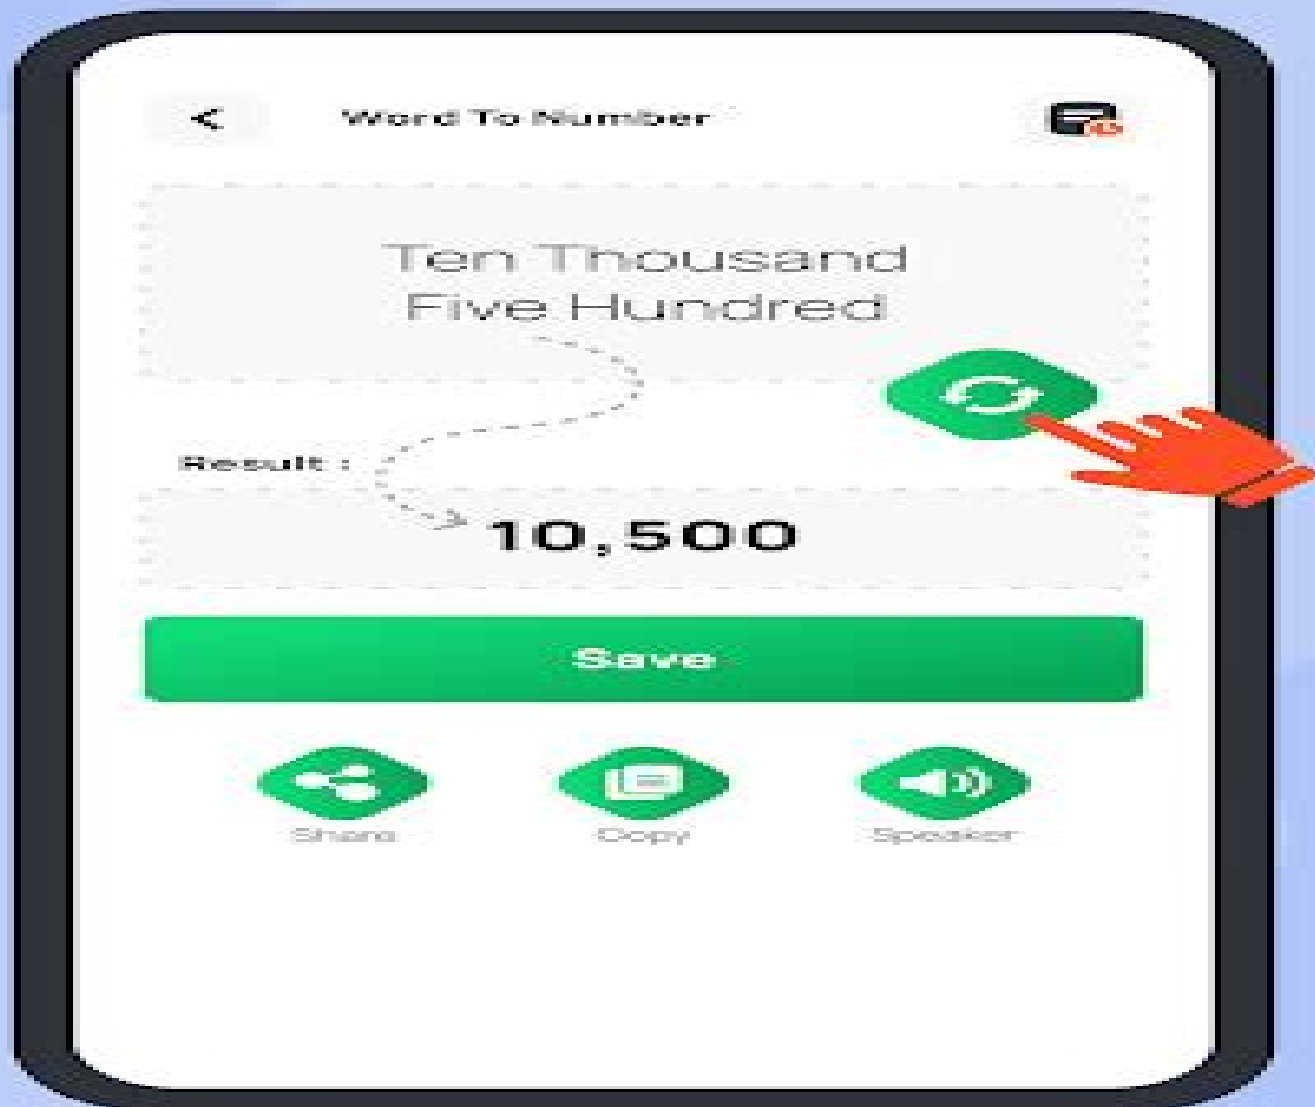 Word To Number
Ten Thousand
Five Hundred
Result :
10,500
Save
Share
Copy
Speaker